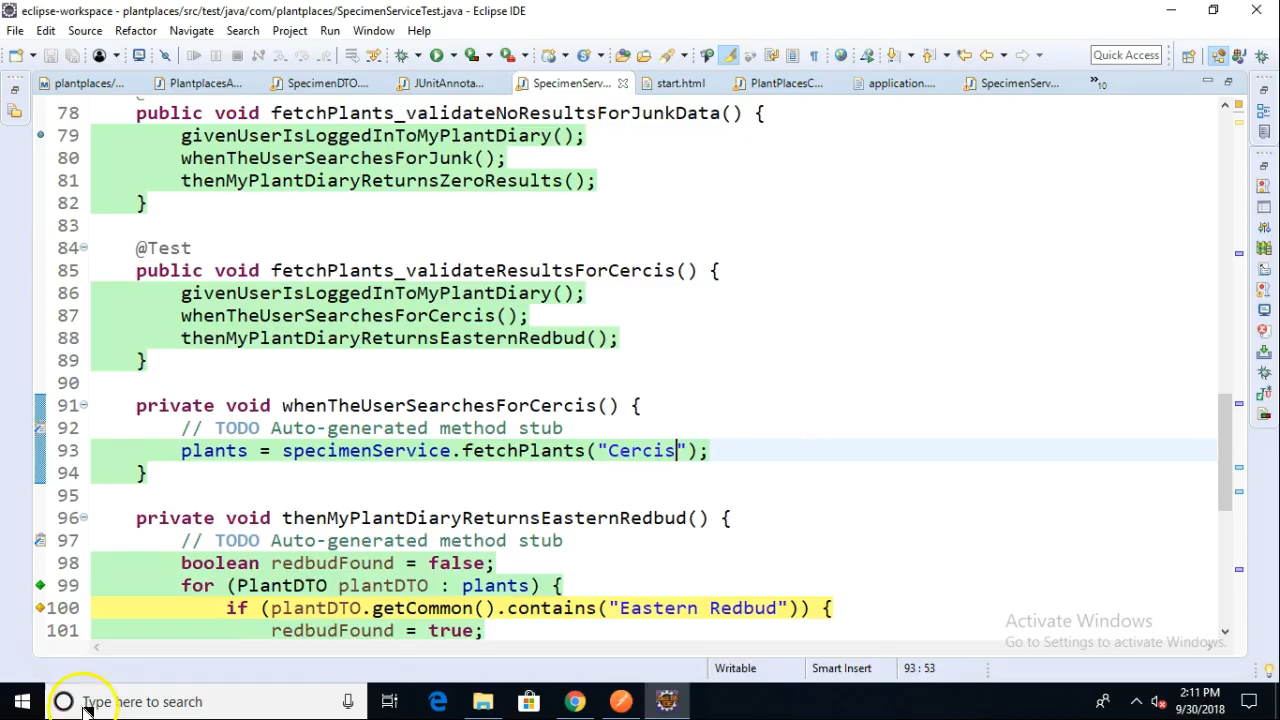 eclipse-workspace - plantplaces/src/test/java/com/plantplaces/SpecimenServiceTest.java - Eclipse IDE
File Edit Source Refactor Navigate Search Project Run Window Help
Quick Access
plantplaces/... PlantplacesA... SpecimenDTO.... JUnitAnnota... SpecimenServ... start.html PlantPlacesC... application.... SpecimenServ... »10
78 public void fetchPlants_validateNoResultsForJunkData() {
79 givenUserIsLoggedInToMyPlantDiary();
80 whenTheUserSearchesForJunk();
81 thenMyPlantDiaryReturnsZeroResults();
82 }
83
84 @Test
85 public void fetchPlants_validateResultsForCercis() {
86 givenUserIsLoggedInToMyPlantDiary();
87 whenTheUserSearchesForCercis();
88 thenMyPlantDiaryReturnsEasternRedbud();
89 }
90
91 private void whenTheUserSearchesForCercis() {
92 // TODO Auto-generated method stub
93 plants = specimenService.fetchPlants("Cercis");
94 }
95
96 private void thenMyPlantDiaryReturnsEasternRedbud() {
97 // TODO Auto-generated method stub
98 boolean redbudFound = false;
99 for (PlantDTO plantDTO : plants) {
100 if (plantDTO.getCommon().contains("Eastern Redbud")) {
101 redbudFound = true;
Activate Windows
Go to Settings to activate Windows.
Writable Smart Insert 93 : 53
Type here to search
2:11 PM
9/30/2018